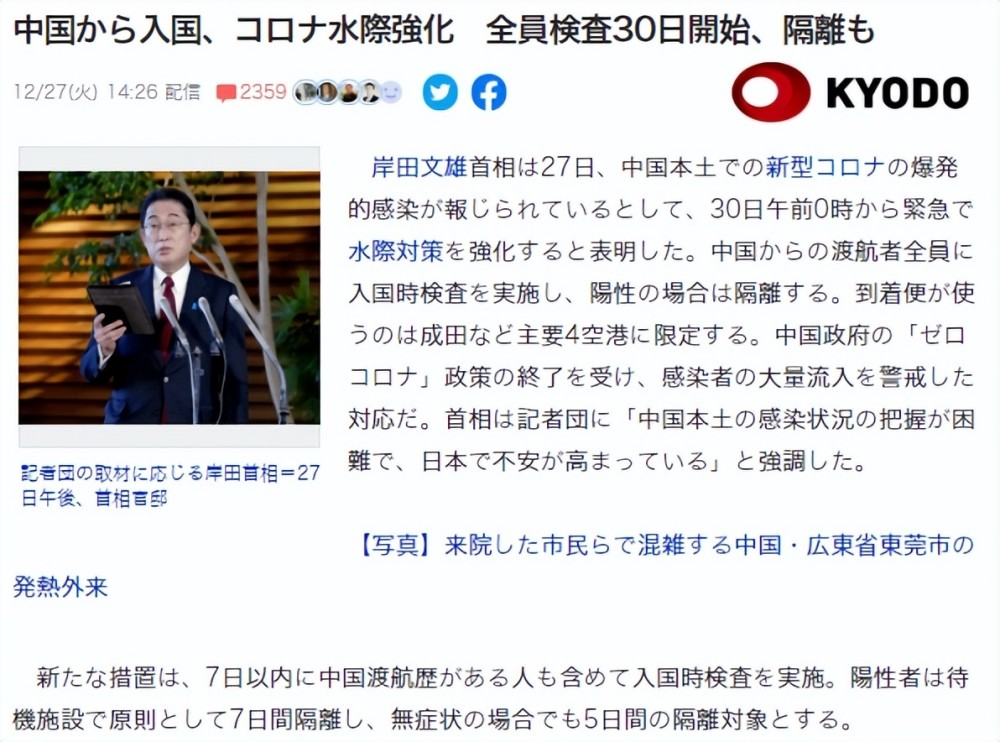 中国から入国、コロナ水際強化　全員検査30日開始、隔離も
12/27(火) 14:26 配信 2359
KYODO
岸田文雄首相は27日、中国本土での新型コロナの爆発
的感染が報じられているとして、30日午前0時から緊急で
水際対策を強化すると表明した。中国からの渡航者全員に
入国時検査を実施し、陽性の場合は隔離する。到着便が使
うのは成田など主要4空港に限定する。中国政府の「ゼロ
コロナ」政策の終了を受け、感染者の大量流入を警戒した
対応だ。首相は記者団に「中国本土の感染状況の把握が困
難で、日本で不安が高まっている」と強調した。
記者団の取材に応じる岸田首相＝27
日午後、首相官邸
【写真】来院した市民らで混雑する中国・広東省東莞市の
発熱外来
新たな措置は、7日以内に中国渡航歴がある人も含めて入国時検査を実施。陽性者は待
機施設で原則として7日間隔離し、無症状の場合でも5日間の隔離対象とする。